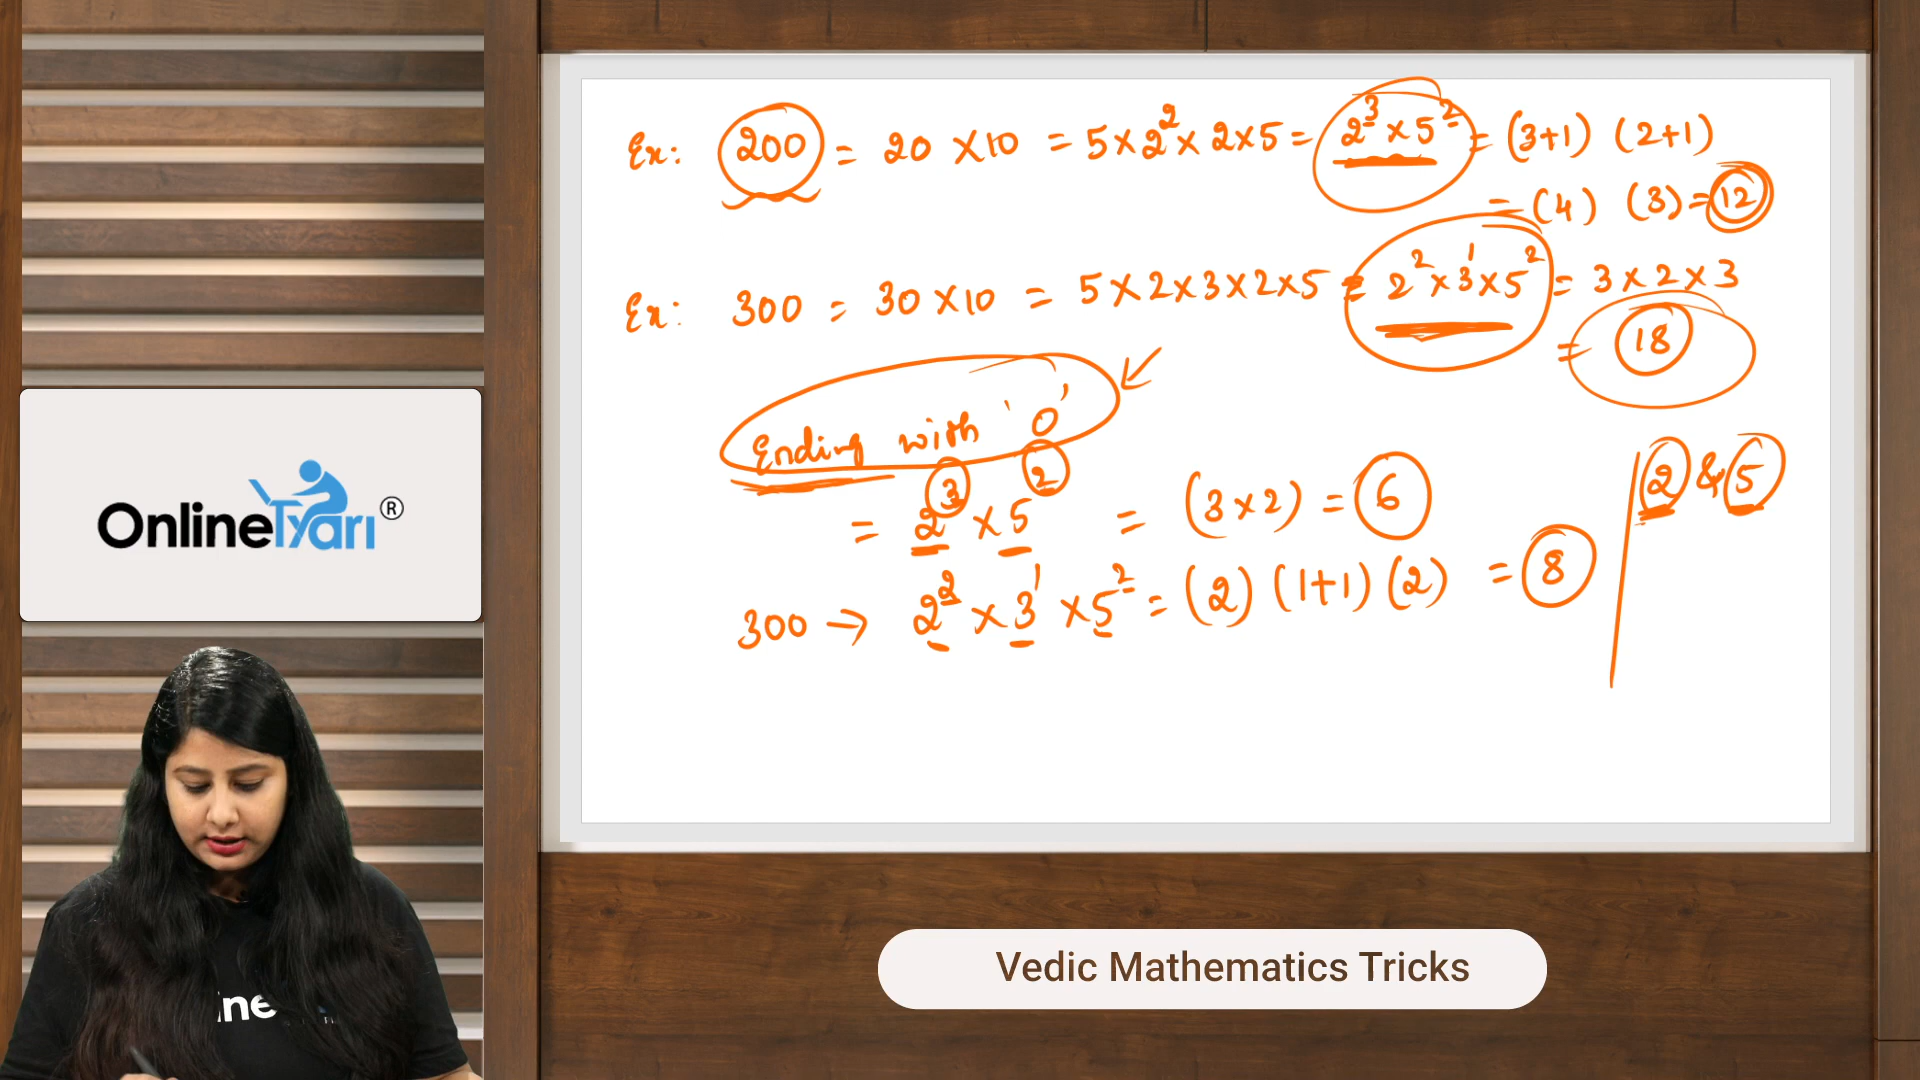 Ex: 200 = 20 × 10 = 5 × 2² × 2 × 5 = 2³ × 5² = (3+1) (2+1)
= (4) (3) = 12
Ex: 300 = 30 × 10 = 5 × 2 × 3 × 2 × 5 = 2² × 3¹ × 5² = 3 × 2 × 3
= 18
Ending with '0'
= 2³ × 5² = (3 × 2) = 6
2 & 5
300 → 2² × 3¹ × 5² = (2) (1+1) (2) = 8
OnlineTyari ®
ine
Vedic Mathematics Tricks